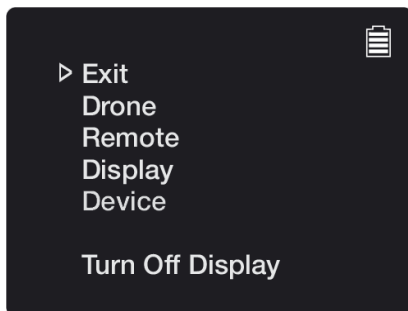 Exit
Drone
Remote
Display
Device
Turn Off Display